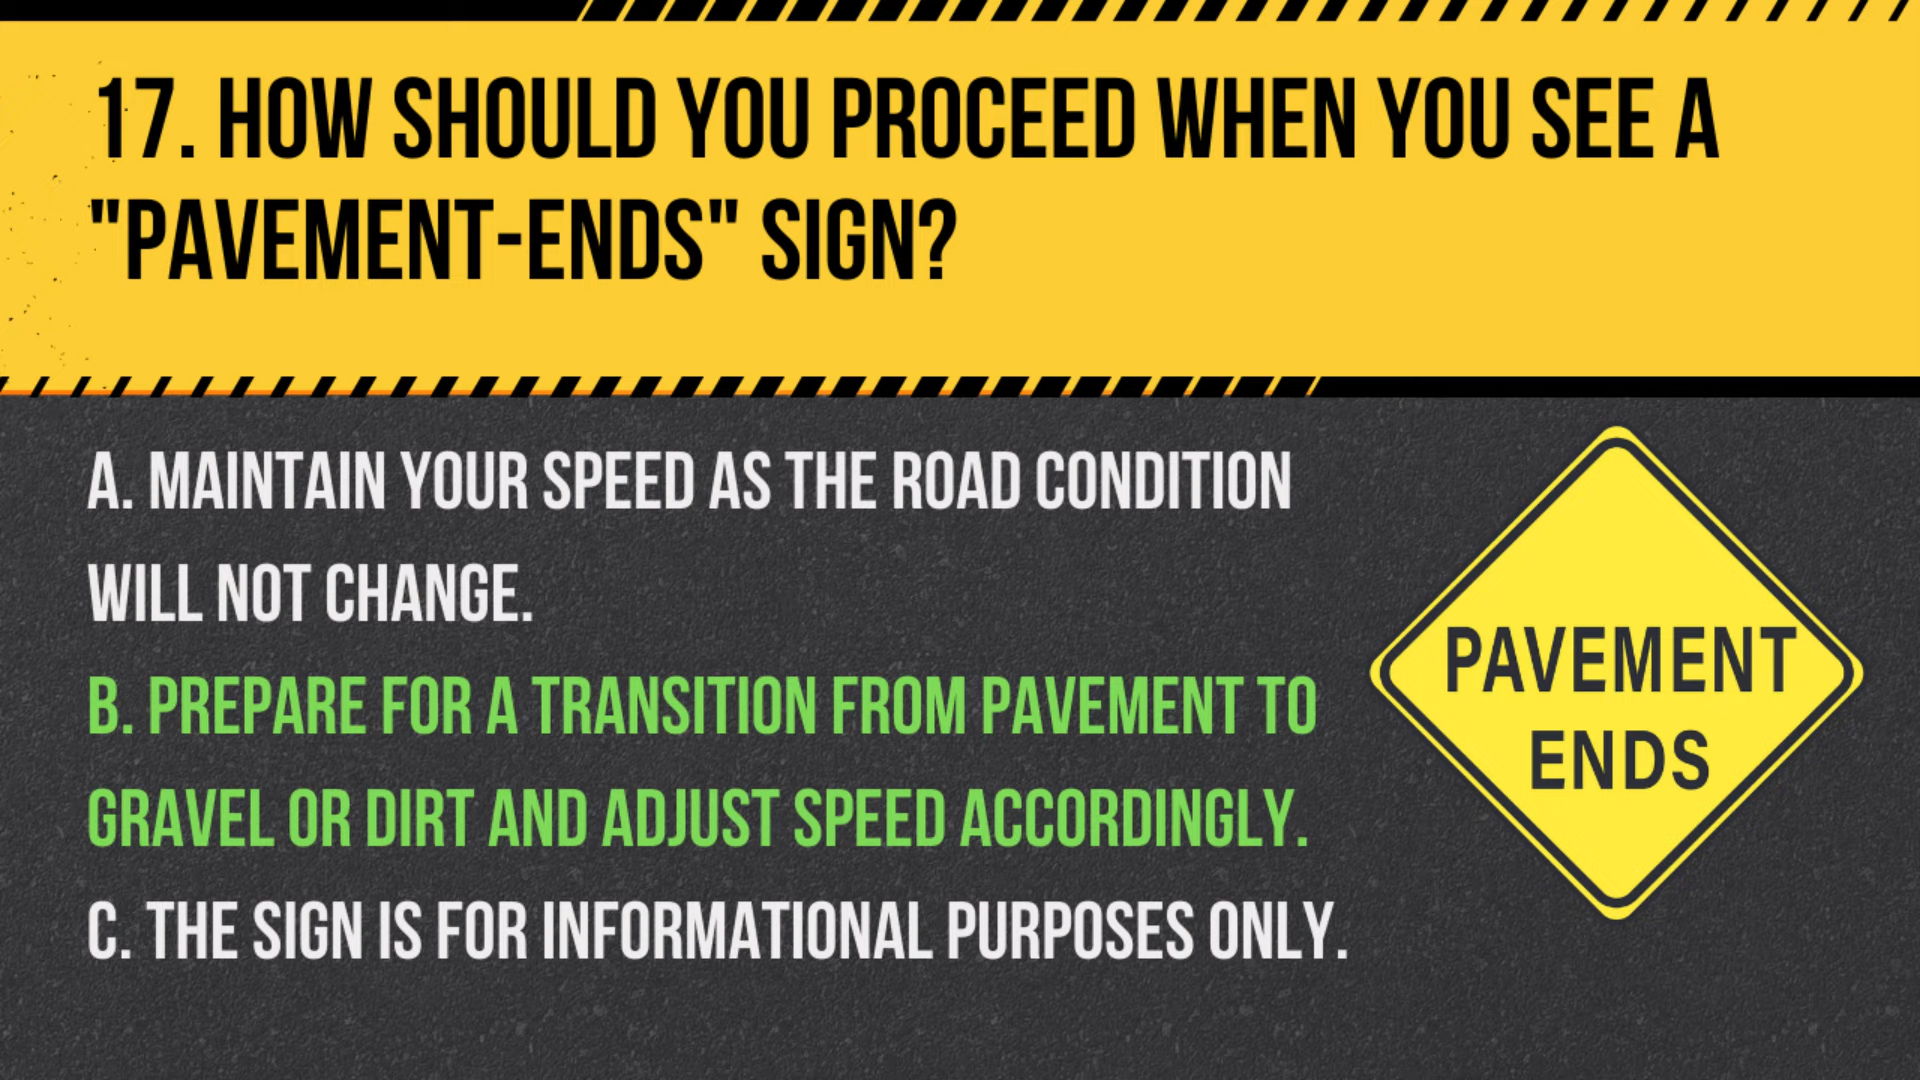 17. HOW SHOULD YOU PROCEED WHEN YOU SEE A
"PAVEMENT-ENDS" SIGN?
A. MAINTAIN YOUR SPEED AS THE ROAD CONDITION
WILL NOT CHANGE.
B. PREPARE FOR A TRANSITION FROM PAVEMENT TO
GRAVEL OR DIRT AND ADJUST SPEED ACCORDINGLY.
C. THE SIGN IS FOR INFORMATIONAL PURPOSES ONLY.
PAVEMENT
ENDS